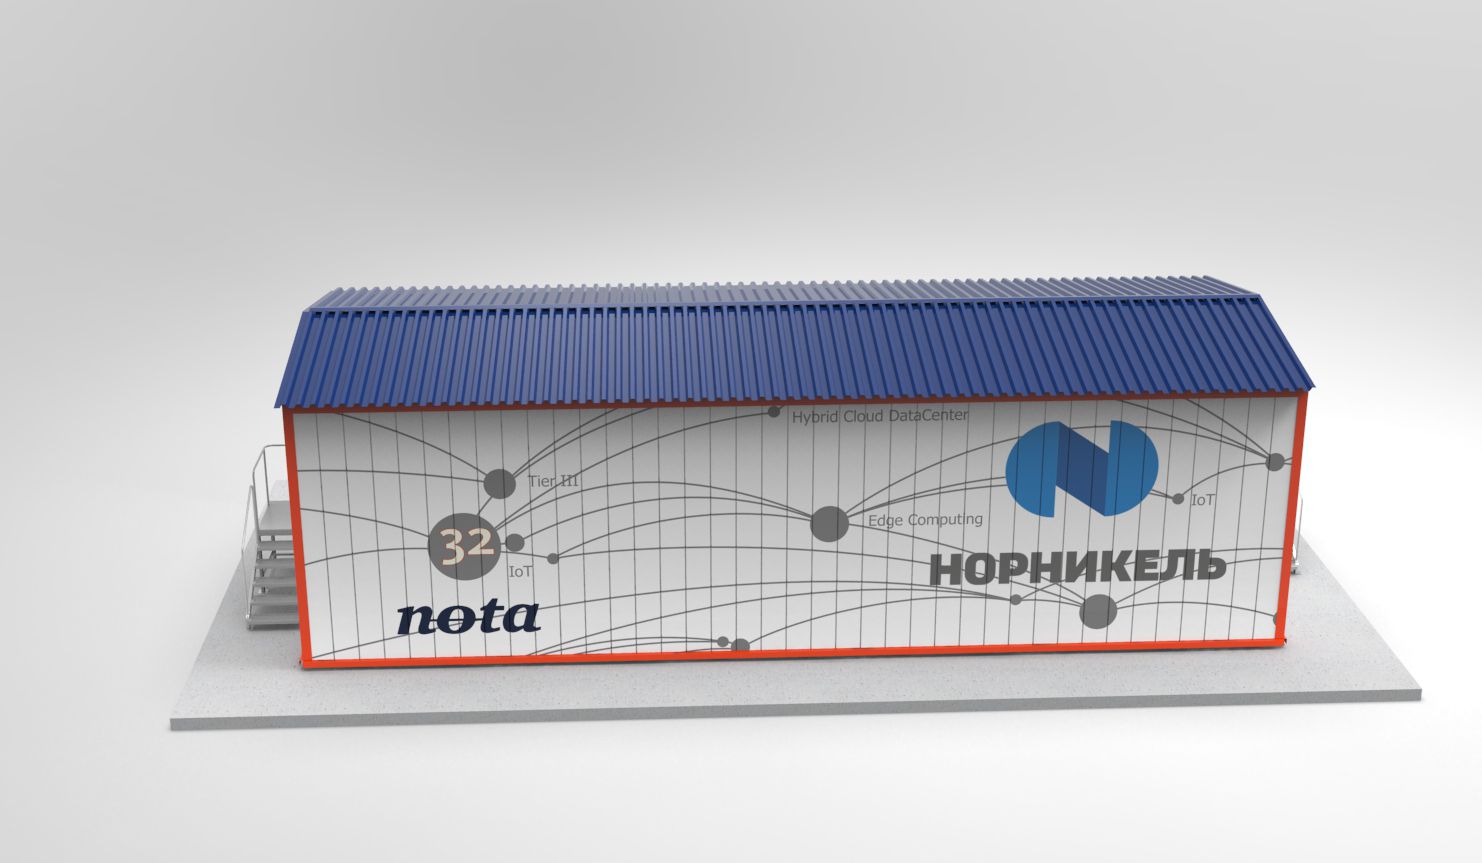 Hybrid Cloud DataCenter
Tier III
IoT
Edge Computing
32
IoT
НОРНИКЕЛЬ
nota